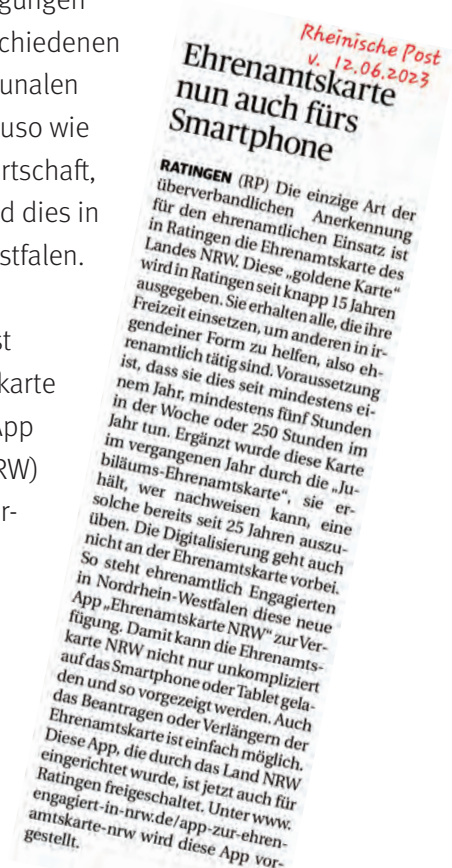 gungen
chiedenen
unalen
uso wie
rtschaft,
d dies in
stfalen.
st
karte
App
RW)
r-
Rheinische Post
v. 12.06.2023
Ehrenamtskarte
nun auch fürs
Smartphone
RATINGEN (RP) Die einzige Art der
überverbandlichen Anerkennung
für den ehrenamtlichen Einsatz ist
in Ratingen die Ehrenamtskarte des
Landes NRW. Diese „goldene Karte“
wird in Ratingen seit knapp 15 Jahren
ausgegeben. Sie erhalten alle, die ihre
Freizeit einsetzen, um anderen in ir-
gendeiner Form zu helfen, also eh-
renamtlich tätig sind. Voraussetzung
ist, dass sie dies seit mindestens ei-
nem Jahr, mindestens fünf Stunden
in der Woche oder 250 Stunden im
Jahr tun. Ergänzt wurde diese Karte
im vergangenen Jahr durch die „Ju-
biläums-Ehrenamtskarte“, sie er-
hält, wer nachweisen kann, eine
solche bereits seit 25 Jahren auszu-
üben. Die Digitalisierung geht auch
nicht an der Ehrenamtskarte vorbei.
So steht ehrenamtlich Engagierten
in Nordrhein-Westfalen diese neue
App „Ehrenamtskarte NRW“ zur Ver-
fügung. Damit kann die Ehrenamts-
karte NRW nicht nur unkompliziert
auf das Smartphone oder Tablet gela-
den und so vorgezeigt werden. Auch
das Beantragen oder Verlängern der
Ehrenamtskarte ist einfach möglich.
Diese App, die durch das Land NRW
eingerichtet wurde, ist jetzt auch für
Ratingen freigeschaltet. Unter www.
engagiert-in-nrw.de/app-zur-ehren-
amtskarte-nrw wird diese App vor-
gestellt.